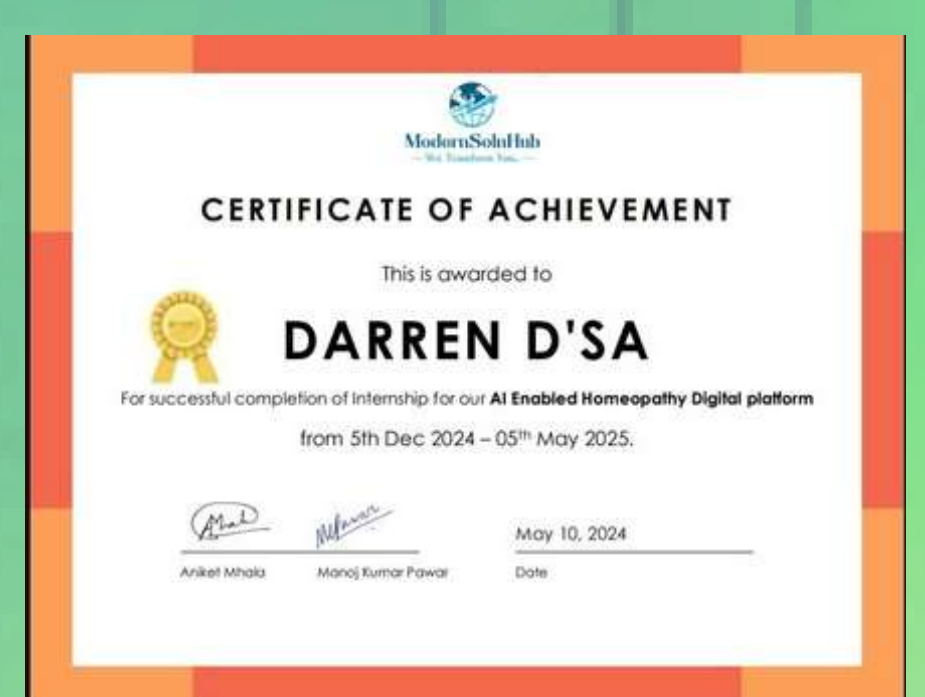 ModernSolnHub
CERTIFICATE OF ACHIEVEMENT
This is awarded to
DARREN D'SA
For successful completion of Internship for our AI Enabled Homeopathy Digital platform
from 5th Dec 2024 – 05th May 2025.
May 10, 2024
Aniket Mhala Manoj Kumar Pawar Date